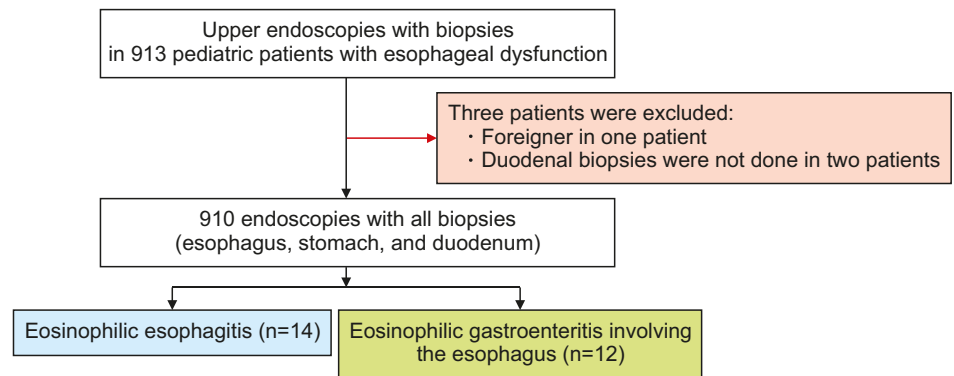 Upper endoscopies with biopsies
in 913 pediatric patients with esophageal dysfunction
Three patients were excluded:
・Foreigner in one patient
・Duodenal biopsies were not done in two patients
910 endoscopies with all biopsies
(esophagus, stomach, and duodenum)
Eosinophilic esophagitis (n=14)
Eosinophilic gastroenteritis involving
the esophagus (n=12)